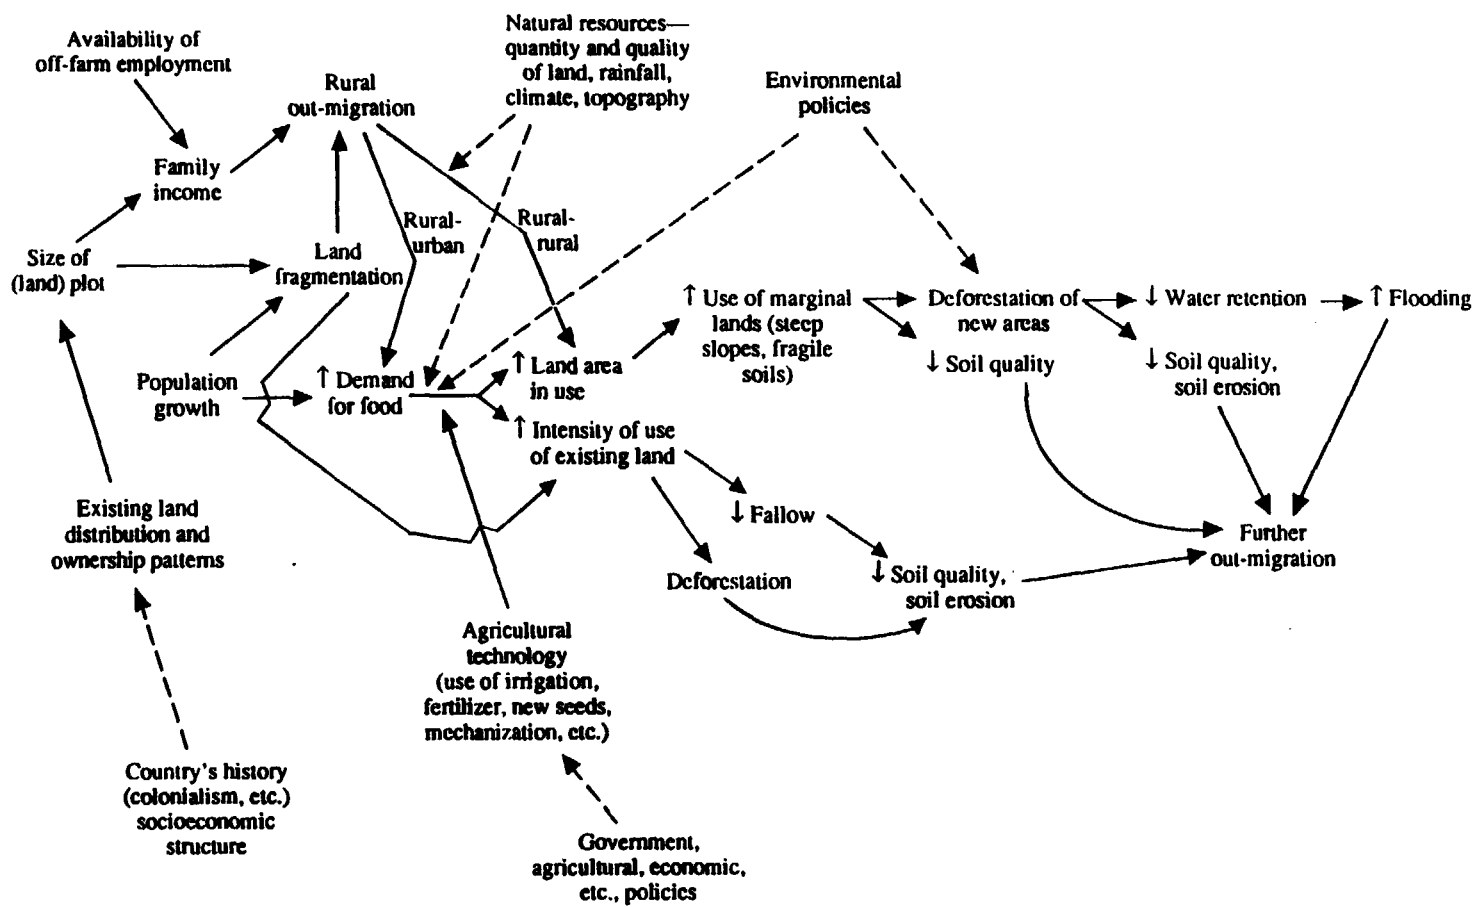 Availability of
off-farm employment
Rural
out-migration
Natural resources—
quantity and quality
of land, rainfall,
climate, topography
Environmental
policies
Family
income
Size of
(land) plot
Land
fragmentation
Rural-
urban
Rural-
rural
Population
growth
↑ Demand
for food
↑ Land area
in use
↑ Intensity of use
of existing land
↑ Use of marginal
lands (steep
slopes, fragile
soils)
Deforestation of
new areas
↓ Soil quality
↓ Water retention
↑ Flooding
↓ Soil quality,
soil erosion
Existing land
distribution and
ownership patterns
↓ Fallow
Deforestation
↓ Soil quality,
soil erosion
Further
out-migration
Agricultural
technology
(use of irrigation,
fertilizer, new seeds,
mechanization, etc.)
Country's history
(colonialism, etc.)
socioeconomic
structure
Government,
agricultural, economic,
etc., policies